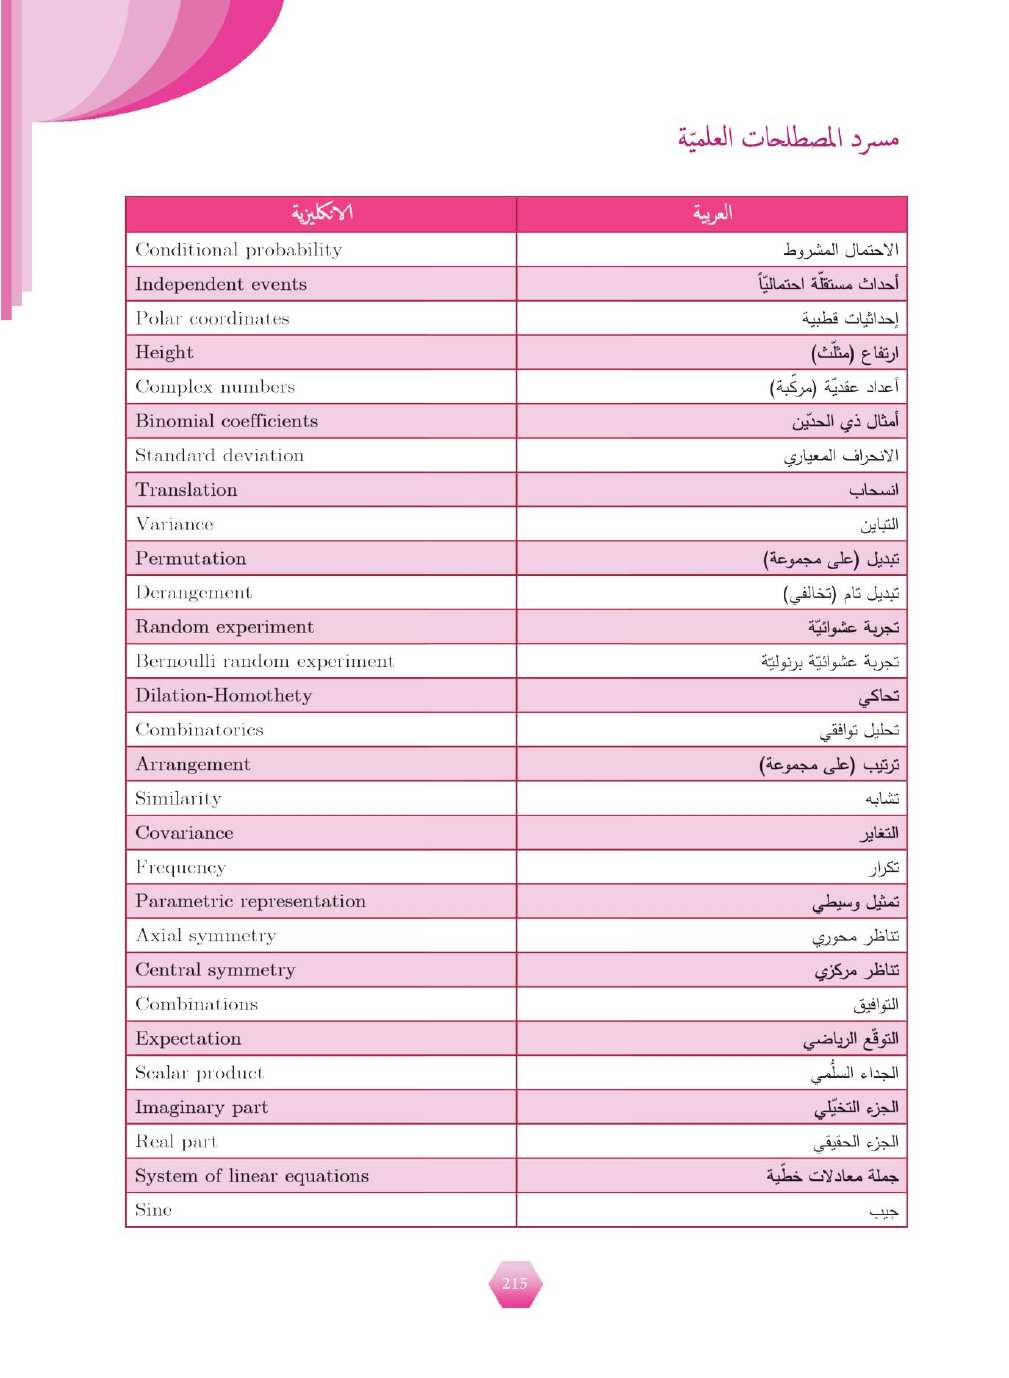 مسرد المصطلحات العلميّة
العربية الانكليزية
الاحتمال المشروط Conditional probability
أحداث مستقلّة احتماليّاً Independent events
إحداثيات قطبية Polar coordinates
ارتفاع (مثلّث) Height
أعداد عقديّة (مركّبة) Complex numbers
أمثال ذي الحدّين Binomial coefficients
الانحراف المعياري Standard deviation
انسحاب Translation
التباين Variance
تبديل (على مجموعة) Permutation
تبديل تام (تخالفي) Derangement
تجربة عشوائيّة Random experiment
تجربة عشوائيّة برنوليّة Bernoulli random experiment
تحاكي Dilation-Homothety
تحليل توافقي Combinatorics
ترتيب (على مجموعة) Arrangement
تشابه Similarity
التغاير Covariance
تكرار Frequency
تمثيل وسيطي Parametric representation
تناظر محوري Axial symmetry
تناظر مركزي Central symmetry
التوافيق Combinations
التوقّع الرياضي Expectation
الجداء السلُّمي Scalar product
الجزء التخيّلي Imaginary part
الجزء الحقيقي Real part
جملة معادلات خطّية System of linear equations
جيب Sine
215